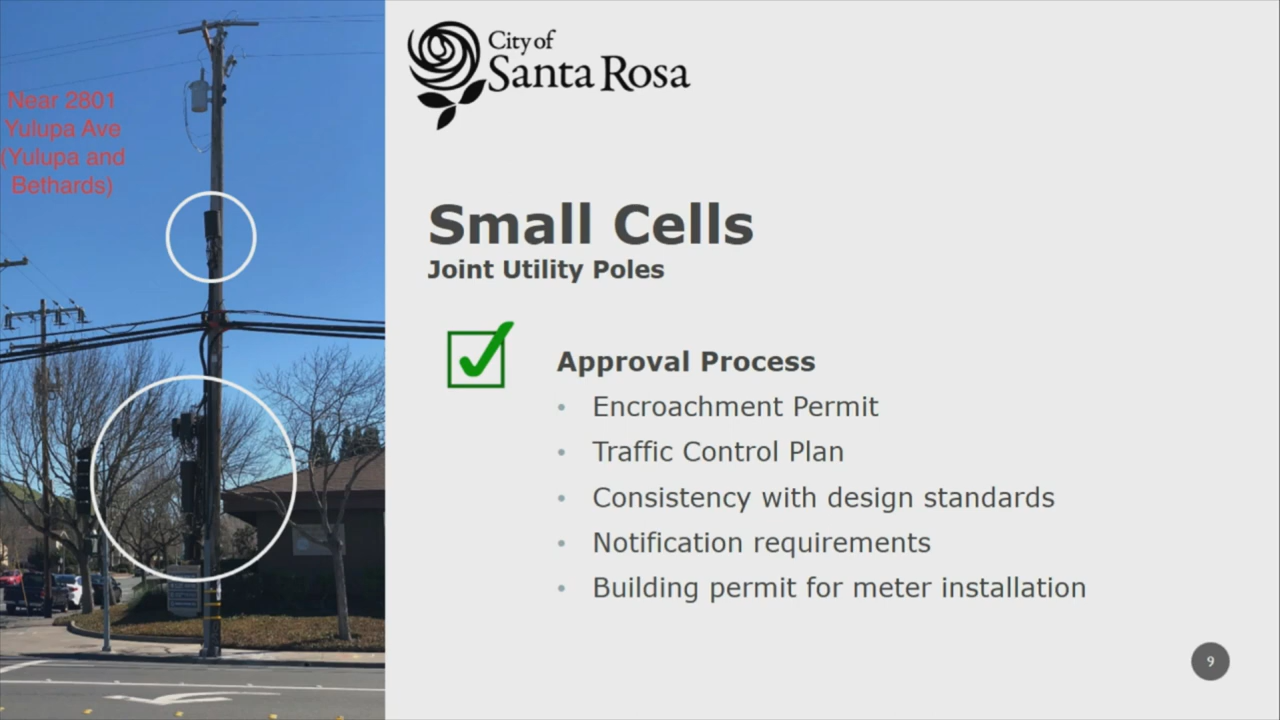 Near 2801
Yulupa Ave
(Yulupa and
Bethards)
City of
Santa Rosa
Small Cells
Joint Utility Poles
Approval Process
• Encroachment Permit
• Traffic Control Plan
• Consistency with design standards
• Notification requirements
• Building permit for meter installation
9